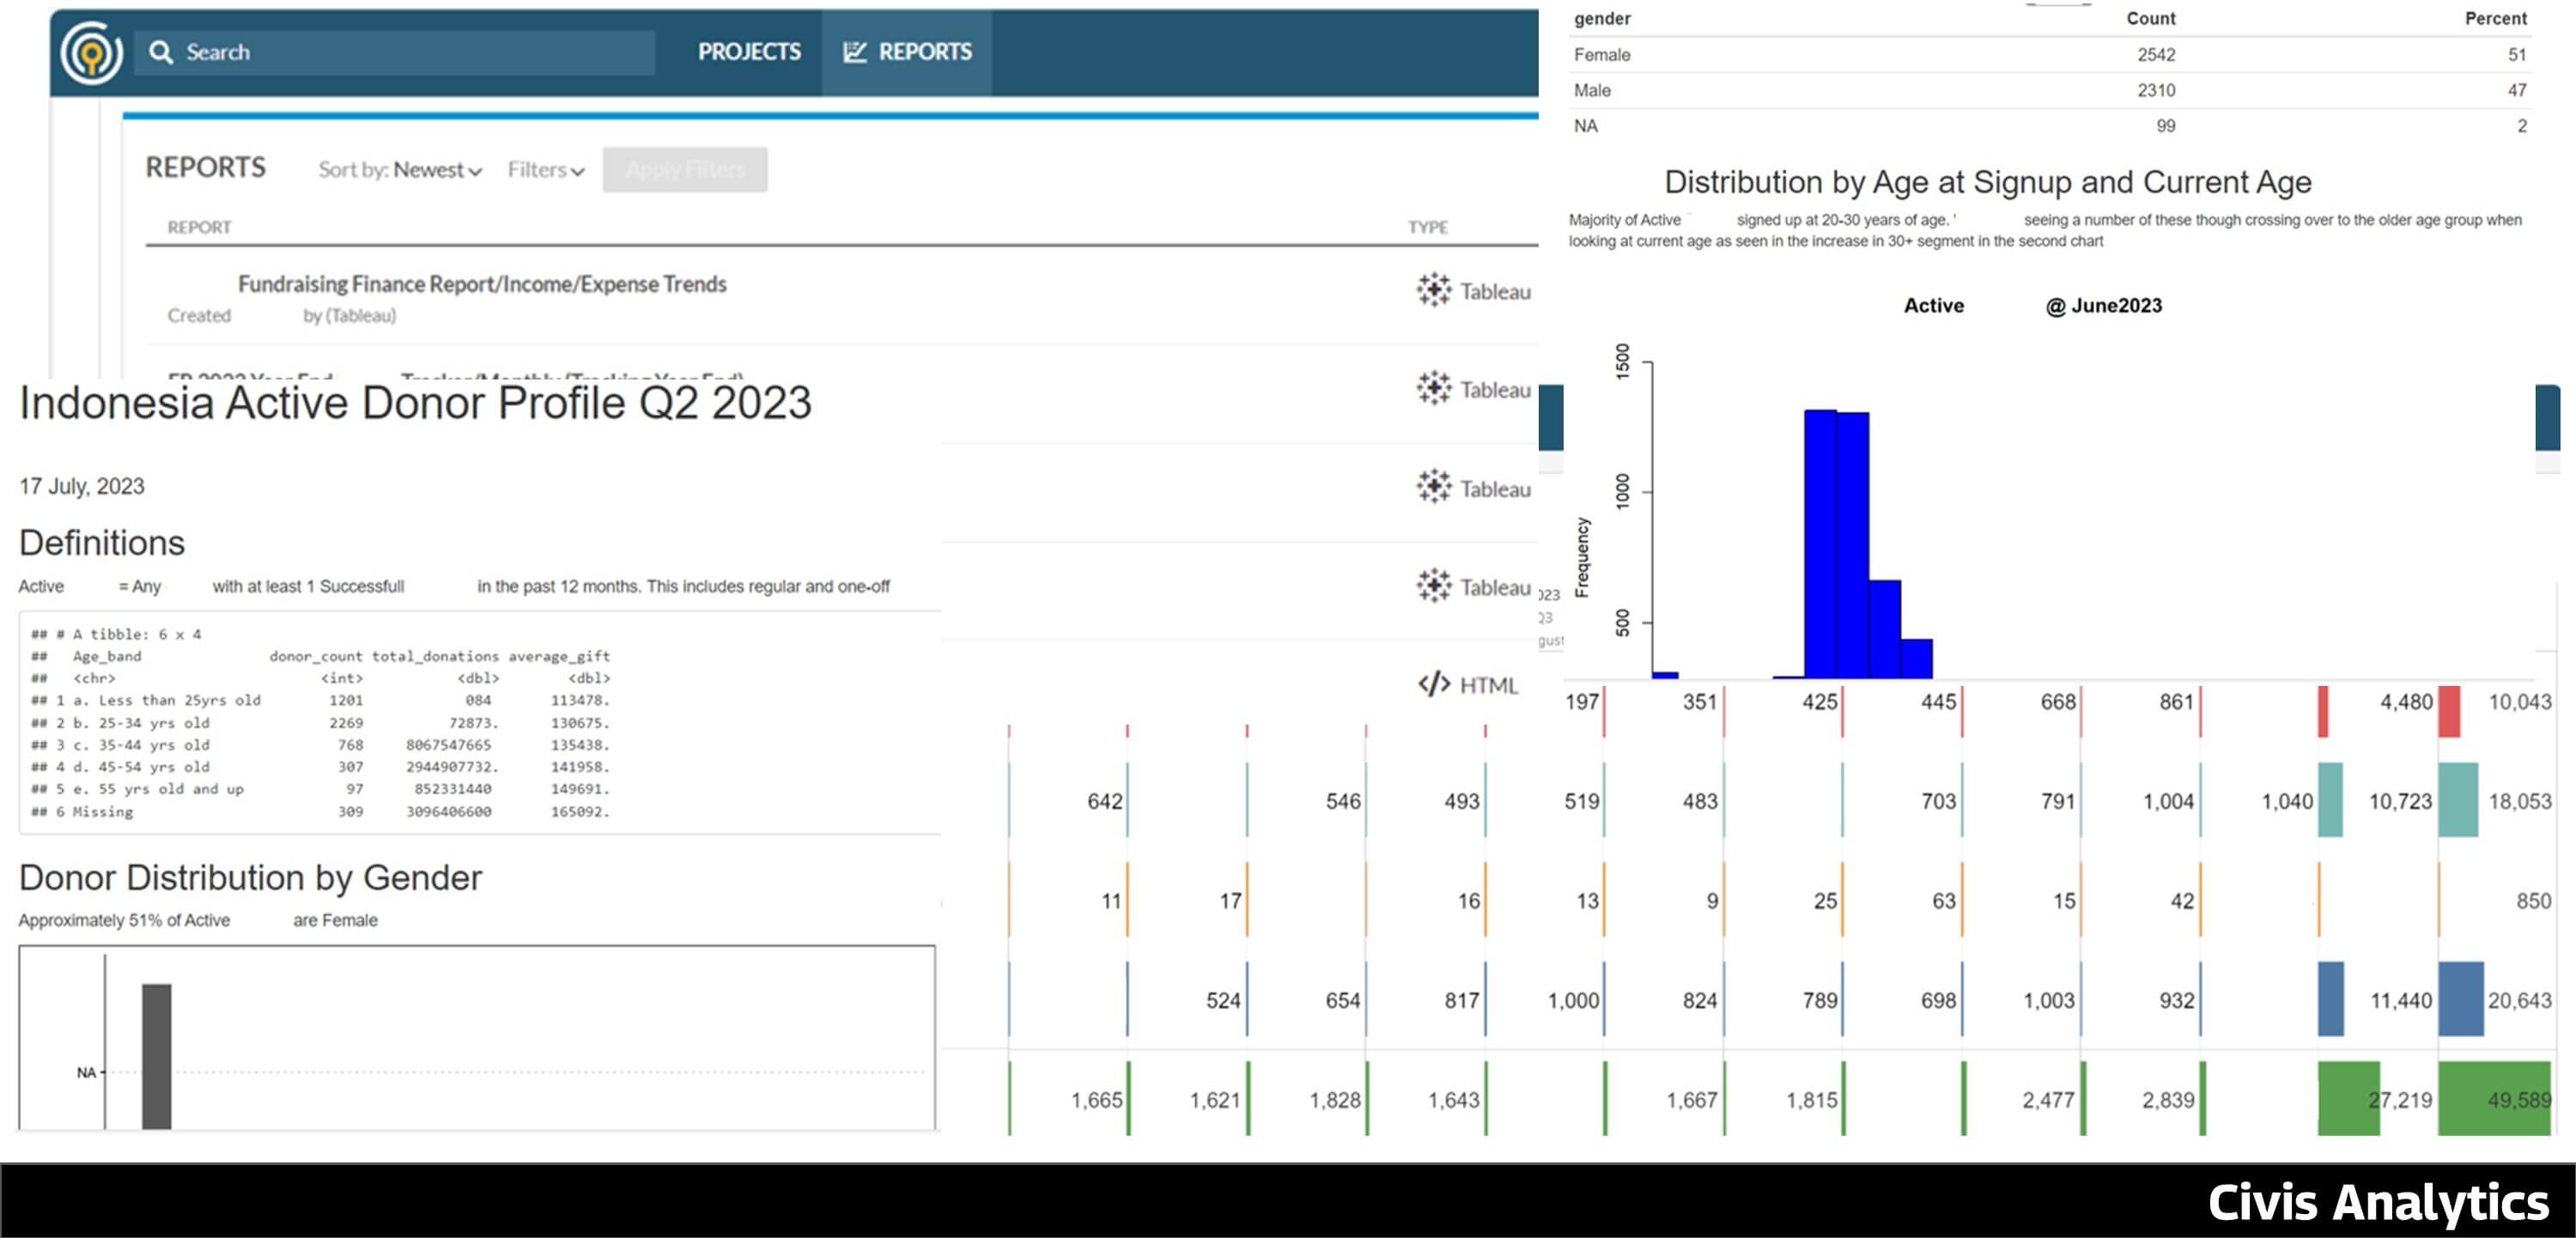 Search
PROJECTS
REPORTS
REPORTS
Sort by: Newest
Filters
Apply Filters
REPORT
TYPE
Fundraising Finance Report/Income/Expense Trends
Created by (Tableau)
Tableau
Tableau
Tableau
Tableau
</> HTML
Indonesia Active Donor Profile Q2 2023
17 July, 2023
Definitions
Active = Any with at least 1 Successfull in the past 12 months. This includes regular and one-off
## # A tibble: 6 x 4
## Age_band donor_count total_donations average_gift
## <chr> <int> <dbl> <dbl>
## 1 a. Less than 25yrs old 1201 084 113478.
## 2 b. 25-34 yrs old 2269 72873. 130675.
## 3 c. 35-44 yrs old 768 8067547665 135438.
## 4 d. 45-54 yrs old 307 2944907732. 141958.
## 5 e. 55 yrs old and up 97 852331440 149691.
## 6 Missing 309 3096406600 165092.
Donor Distribution by Gender
Approximately 51% of Active are Female
NA
gender Count Percent
Female 2542 51
Male 2310 47
NA 99 2
Distribution by Age at Signup and Current Age
Majority of Active signed up at 20-30 years of age. ' seeing a number of these though crossing over to the older age group when
looking at current age as seen in the increase in 30+ segment in the second chart
Active @ June2023
Frequency
1500
1000
500
197 351 425 445 668 861 4,480 10,043
642 546 493 519 483 703 791 1,004 1,040 10,723 18,053
11 17 16 13 9 25 63 15 42 850
524 654 817 1,000 824 789 698 1,003 932 11,440 20,643
1,665 1,621 1,828 1,643 1,667 1,815 2,477 2,839 27,219 49,589
Civis Analytics